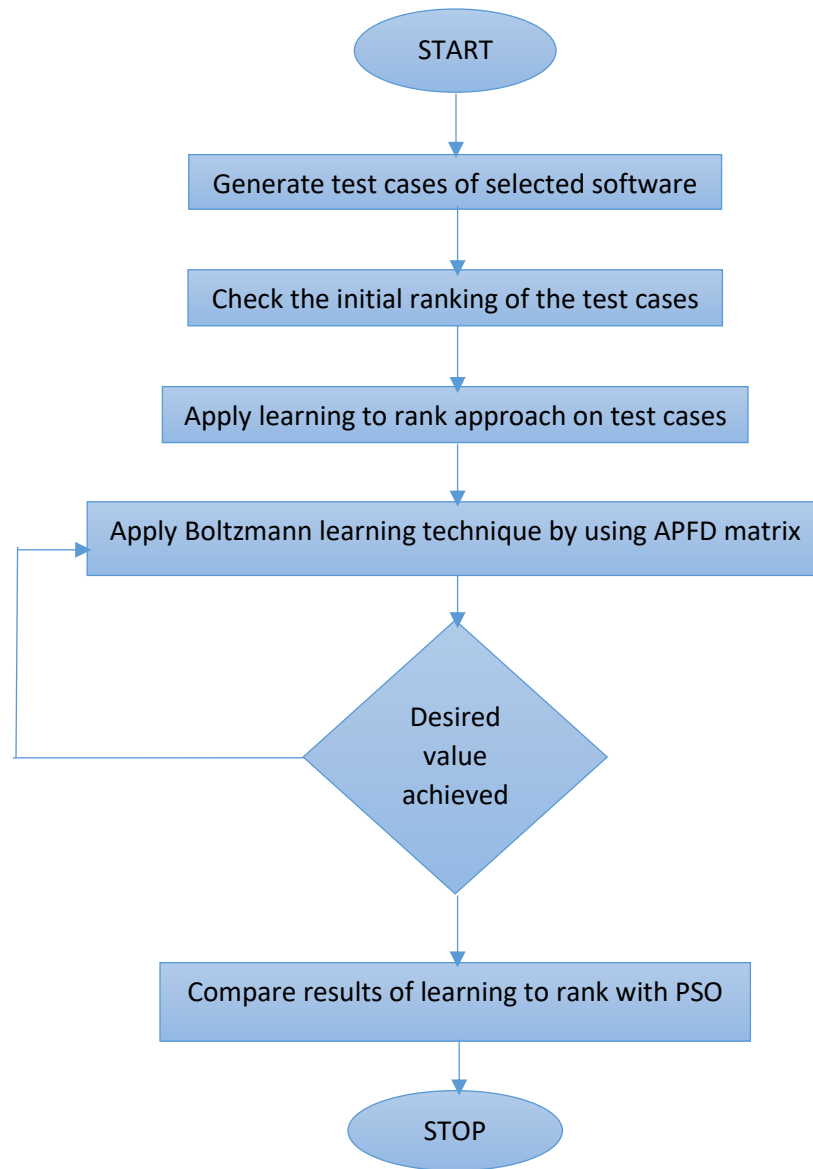 START
Generate test cases of selected software
Check the initial ranking of the test cases
Apply learning to rank approach on test cases
Apply Boltzmann learning technique by using APFD matrix
Desired
value
achieved
Compare results of learning to rank with PSO
STOP